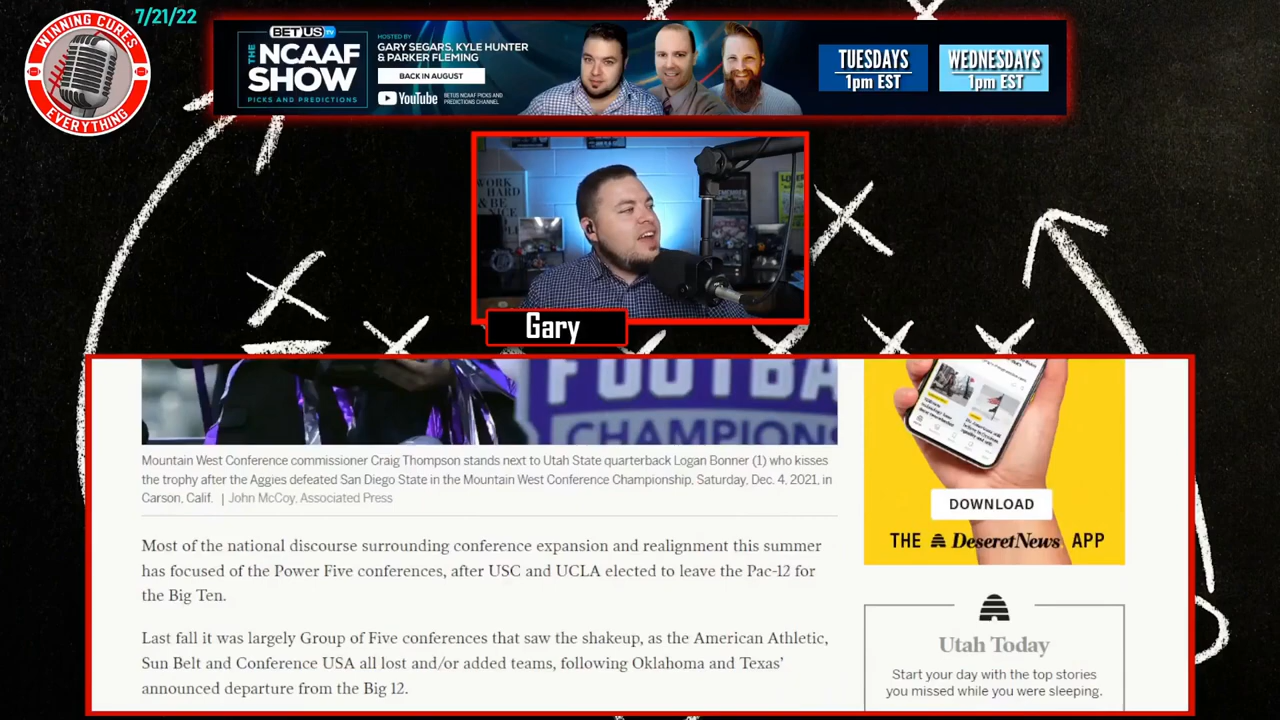 7/21/22
WINNING CURES
EVERYTHING
BETUS TV
THE
NCAAF
SHOW
PICKS AND PREDICTIONS
HOSTED BY
GARY SEGARS, KYLE HUNTER
& PARKER FLEMING
BACK IN AUGUST
YouTube
BETUS NCAAF PICKS AND
PREDICTIONS CHANNEL
TUESDAYS
1pm EST
WEDNESDAYS
1pm EST
WORK
HARD
& BE
Gary
FOOTBA
CHAMPION
Mountain West Conference commissioner Craig Thompson stands next to Utah State quarterback Logan Bonner (1) who kisses
the trophy after the Aggies defeated San Diego State in the Mountain West Conference Championship, Saturday, Dec. 4, 2021, in
Carson, Calif. | John McCoy, Associated Press
Most of the national discourse surrounding conference expansion and realignment this summer
has focused of the Power Five conferences, after USC and UCLA elected to leave the Pac-12 for
the Big Ten.
Last fall it was largely Group of Five conferences that saw the shakeup, as the American Athletic,
Sun Belt and Conference USA all lost and/or added teams, following Oklahoma and Texas'
announced departure from the Big 12.
DOWNLOAD
THE Deseret News APP
Utah Today
Start your day with the top stories
you missed while you were sleeping.